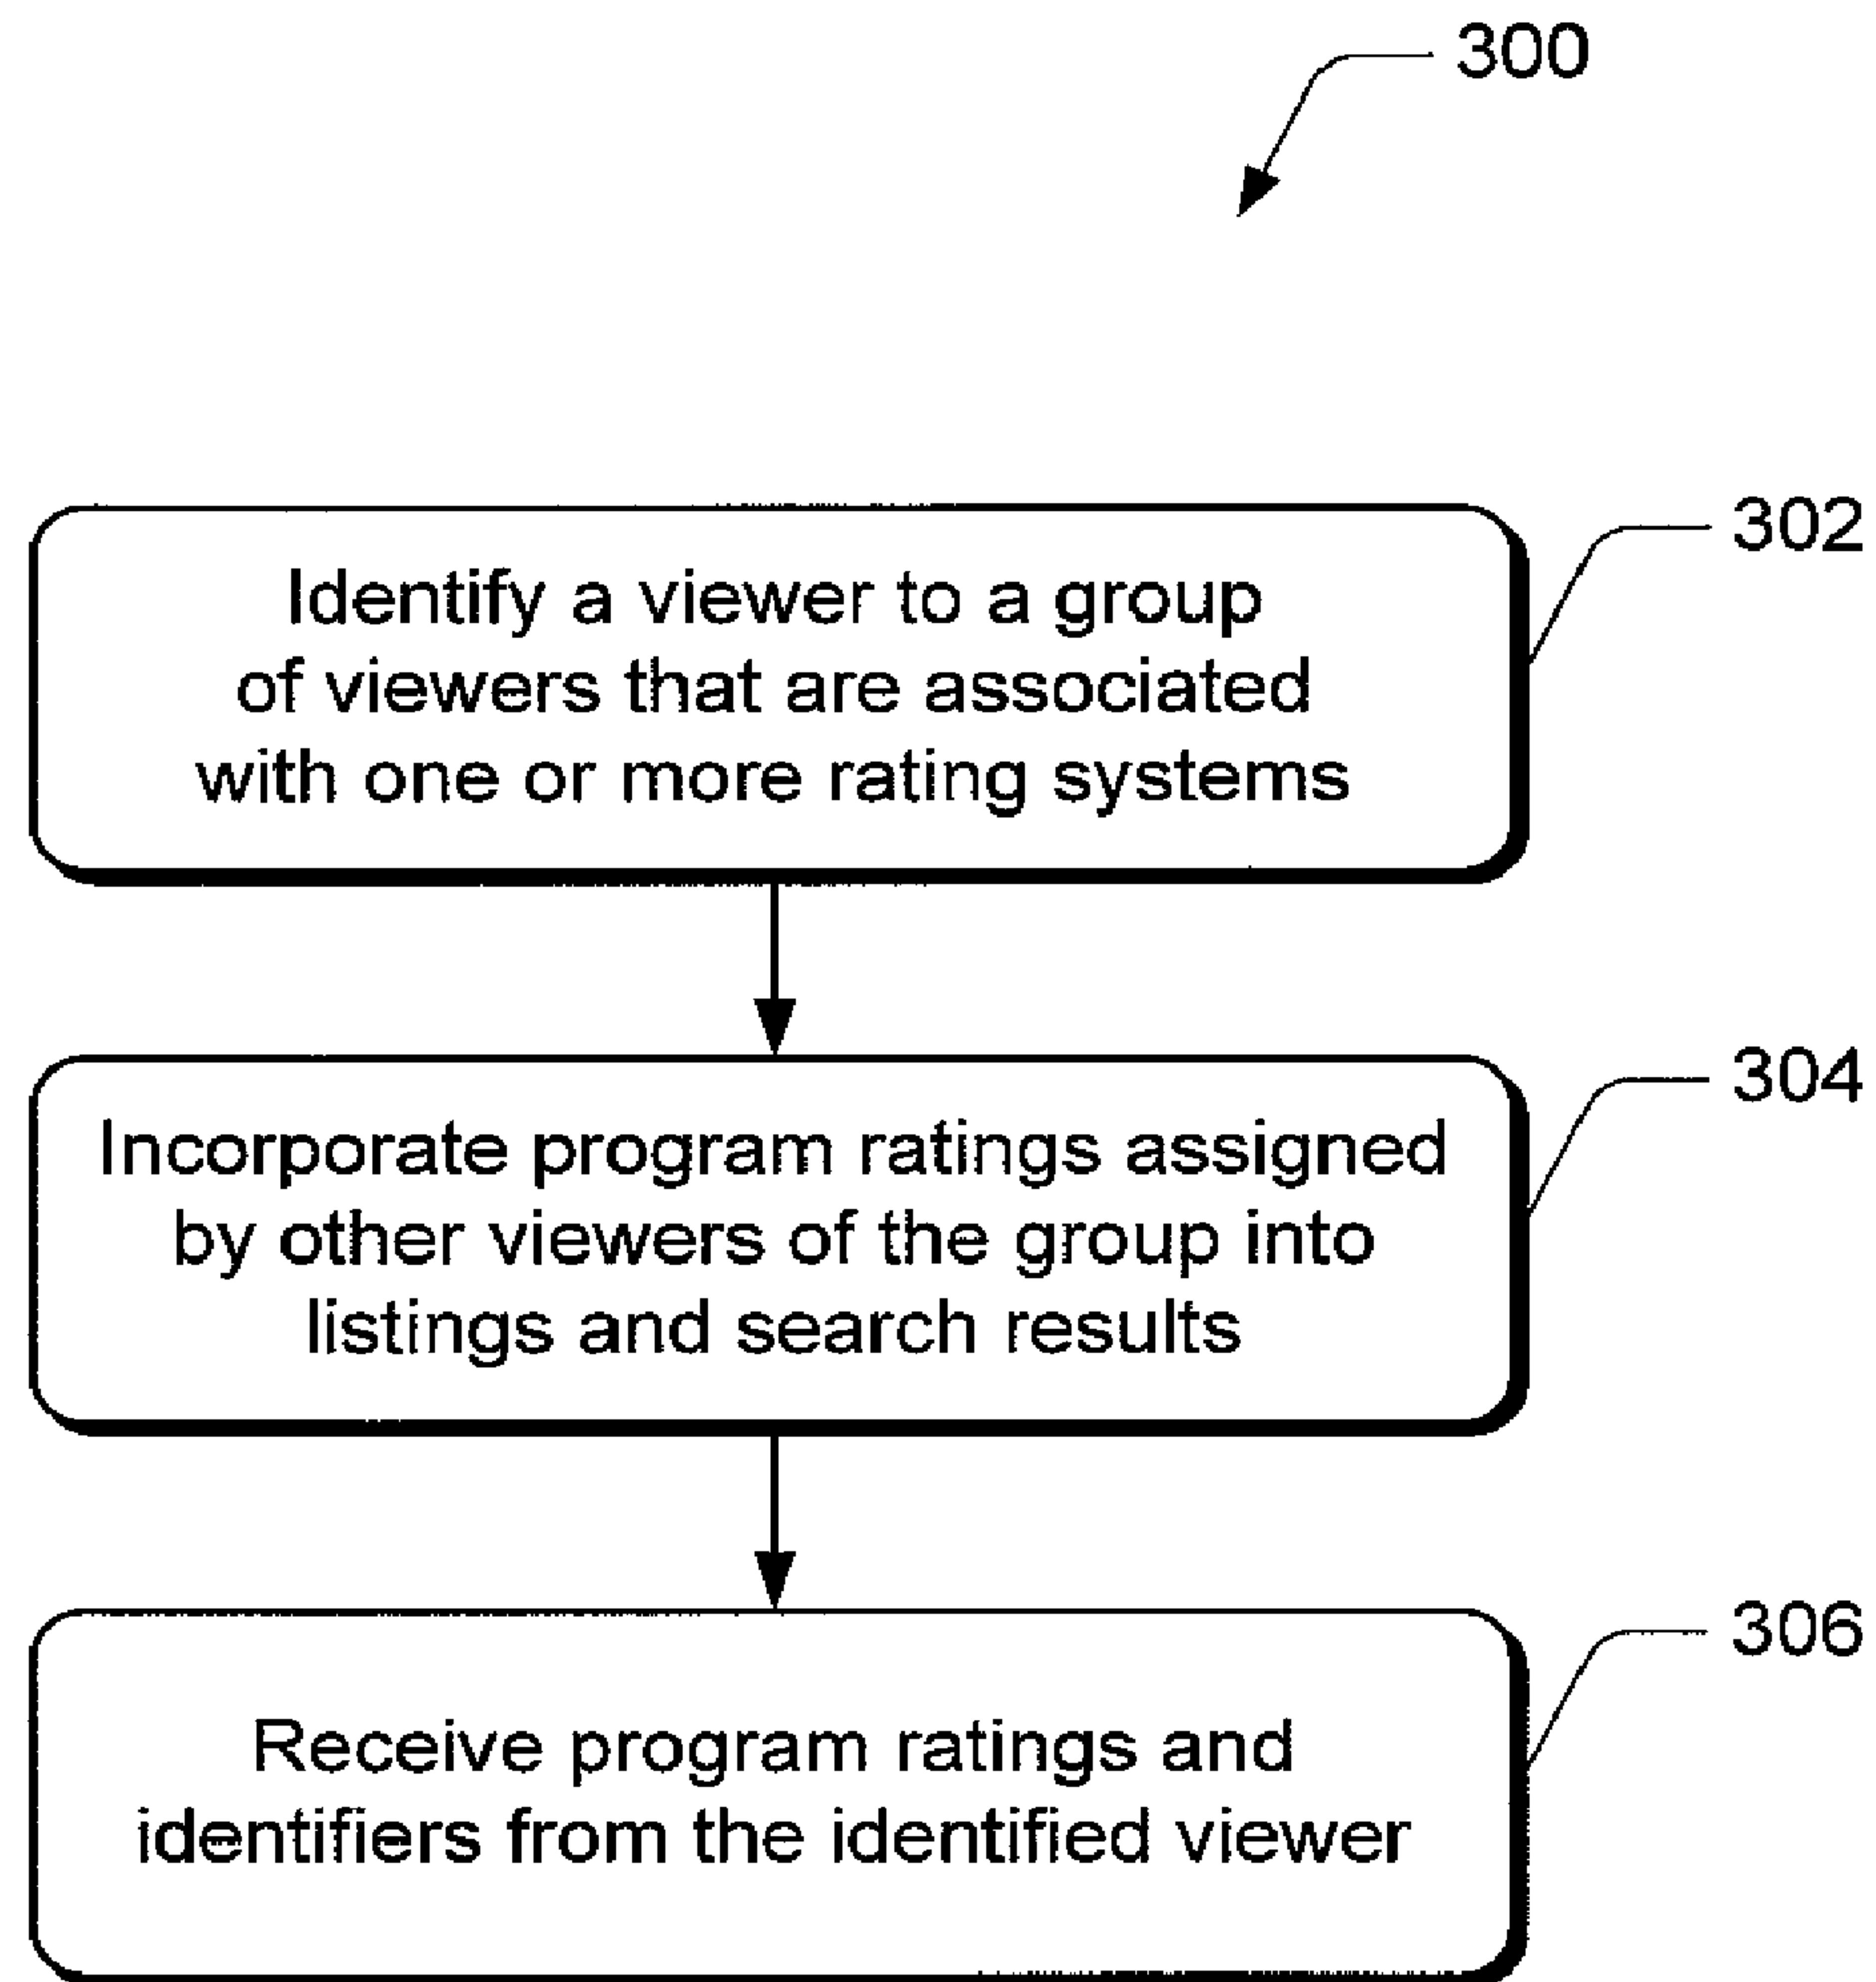 300
302
Identify a viewer to a group
of viewers that are associated
with one or more rating systems
304
Incorporate program ratings assigned
by other viewers of the group into
listings and search results
306
Receive program ratings and
identifiers from the identified viewer